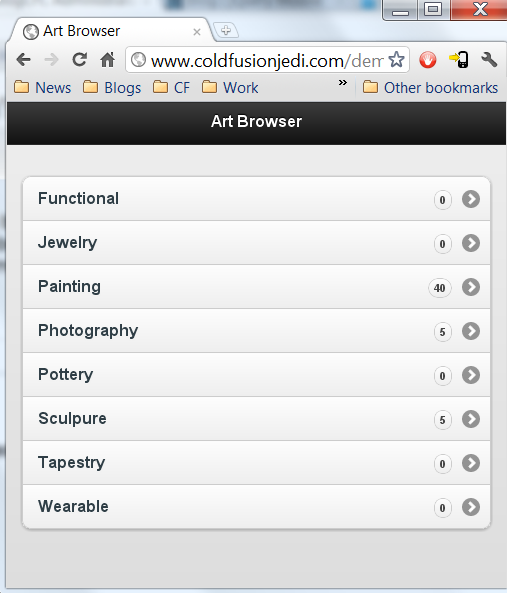 Art Browser
www.coldfusionjedi.com/dem
News Blogs CF Work » Other bookmarks
Art Browser
Functional 0
Jewelry 0
Painting 40
Photography 5
Pottery 0
Sculpure 5
Tapestry 0
Wearable 0